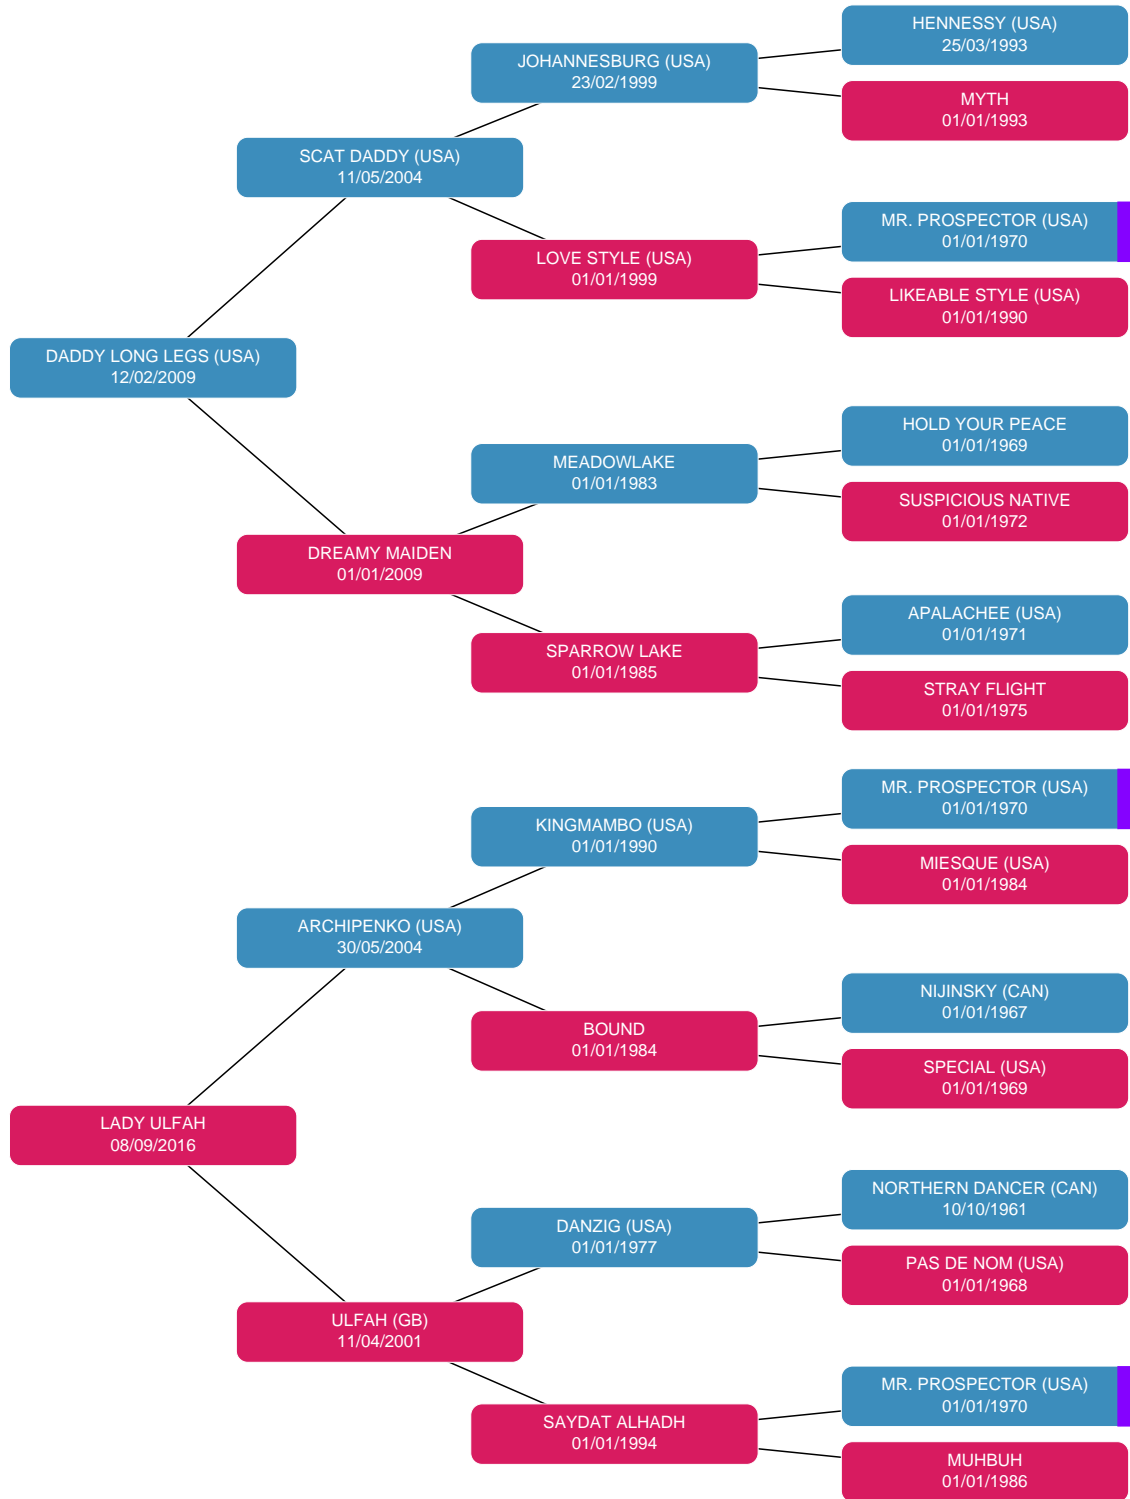 HENNESSY (USA)
25/03/1993
JOHANNESBURG (USA)
23/02/1999
MYTH
01/01/1993
SCAT DADDY (USA)
11/05/2004
MR. PROSPECTOR (USA)
01/01/1970
LOVE STYLE (USA)
01/01/1999
LIKEABLE STYLE (USA)
01/01/1990
DADDY LONG LEGS (USA)
12/02/2009
HOLD YOUR PEACE
01/01/1969
MEADOWLAKE
01/01/1983
SUSPICIOUS NATIVE
01/01/1972
DREAMY MAIDEN
01/01/2009
APALACHEE (USA)
01/01/1971
SPARROW LAKE
01/01/1985
STRAY FLIGHT
01/01/1975
MR. PROSPECTOR (USA)
01/01/1970
KINGMAMBO (USA)
01/01/1990
MIESQUE (USA)
01/01/1984
ARCHIPENKO (USA)
30/05/2004
NIJINSKY (CAN)
01/01/1967
BOUND
01/01/1984
SPECIAL (USA)
01/01/1969
LADY ULFAH
08/09/2016
NORTHERN DANCER (CAN)
10/10/1961
DANZIG (USA)
01/01/1977
PAS DE NOM (USA)
01/01/1968
ULFAH (GB)
11/04/2001
MR. PROSPECTOR (USA)
01/01/1970
SAYDAT ALHADH
01/01/1994
MUHBUH
01/01/1986